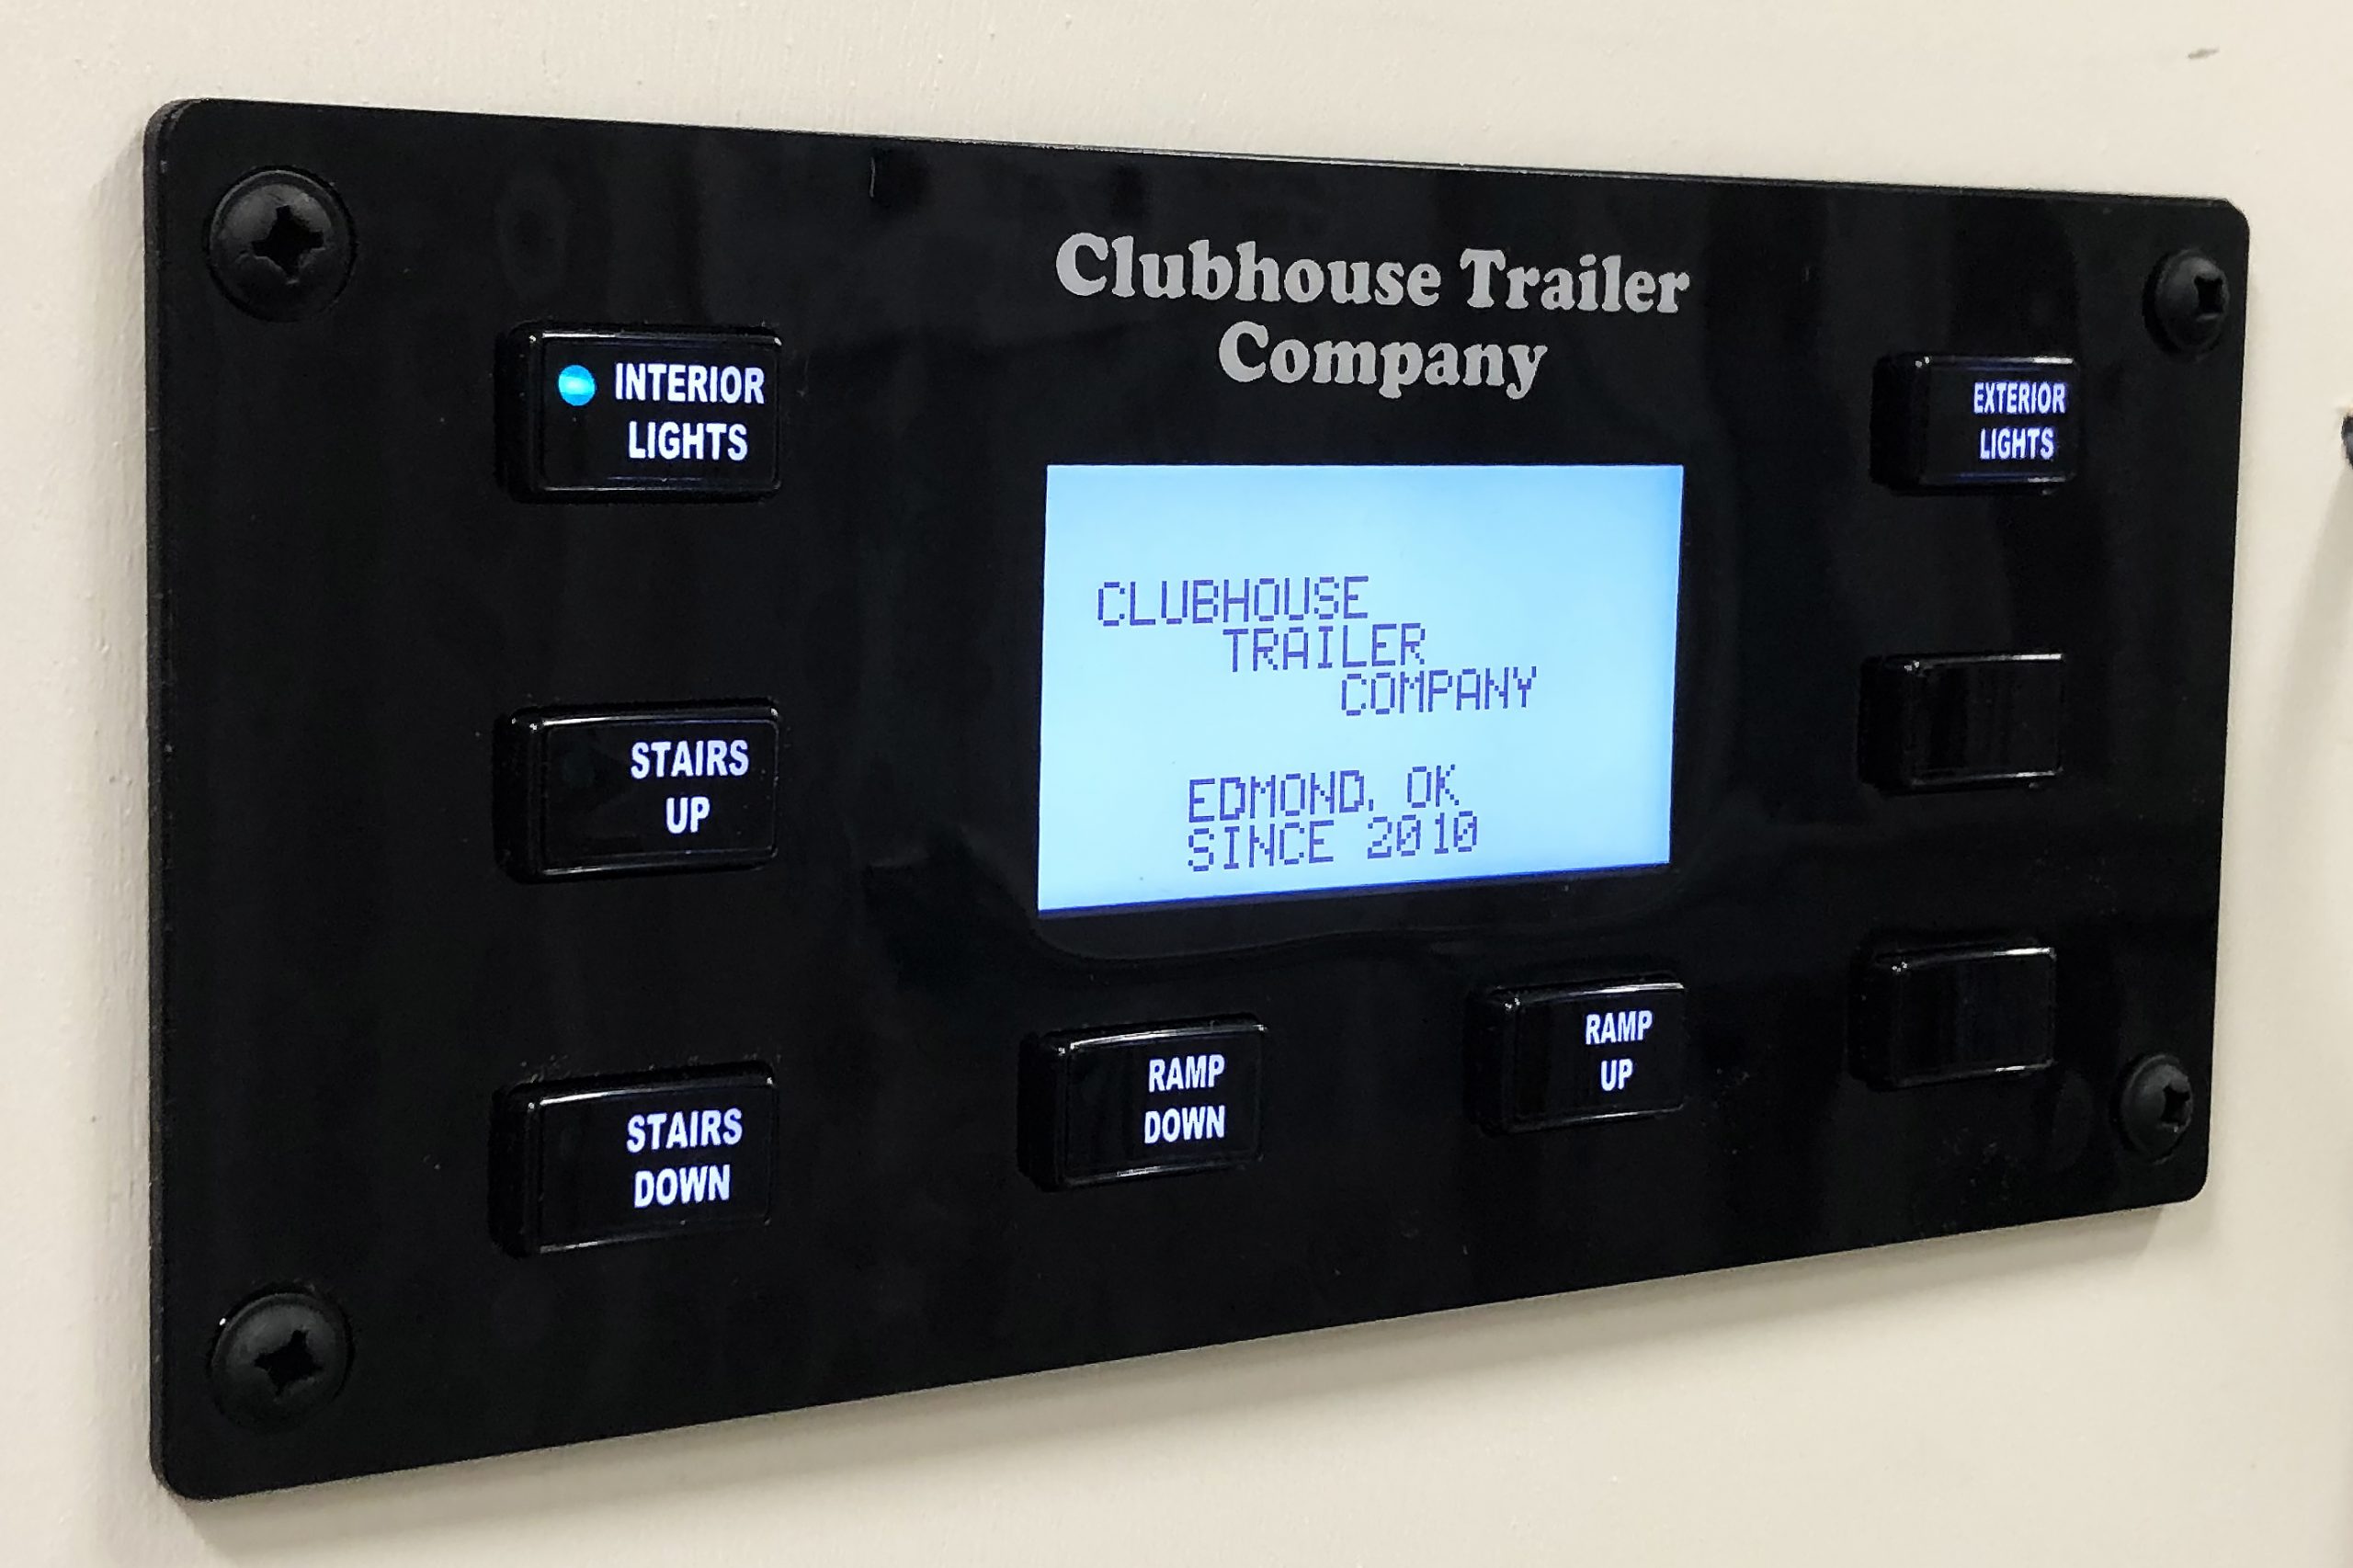 Clubhouse Trailer
Company
INTERIOR
LIGHTS
EXTERIOR
LIGHTS
CLUBHOUSE
TRAILER
COMPANY
EDMOND, OK
SINCE 2010
STAIRS
UP
STAIRS
DOWN
RAMP
DOWN
RAMP
UP